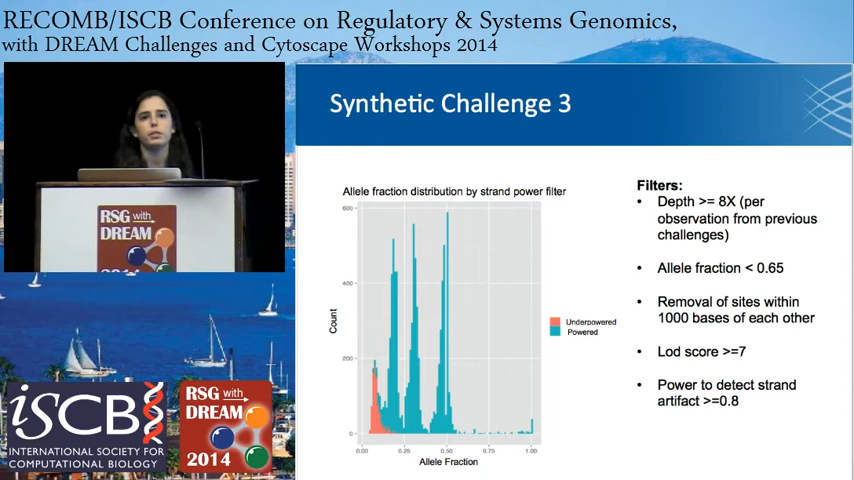 RECOMB/ISCB Conference on Regulatory & Systems Genomics,
with DREAM Challenges and Cytoscape Workshops 2014
Synthetic Challenge 3
RSG with
DREAM
2014
Allele fraction distribution by strand power filter
600
400
200
0
Count
0.00 0.25 0.50 0.75 1.00
Allele Fraction
Underpowered
Powered
Filters:
• Depth >= 8X (per
observation from previous
challenges)
• Allele fraction < 0.65
• Removal of sites within
1000 bases of each other
• Lod score >=7
• Power to detect strand
artifact >=0.8
iSCB
INTERNATIONAL SOCIETY FOR
COMPUTATIONAL BIOLOGY
RSG with
DREAM
2014